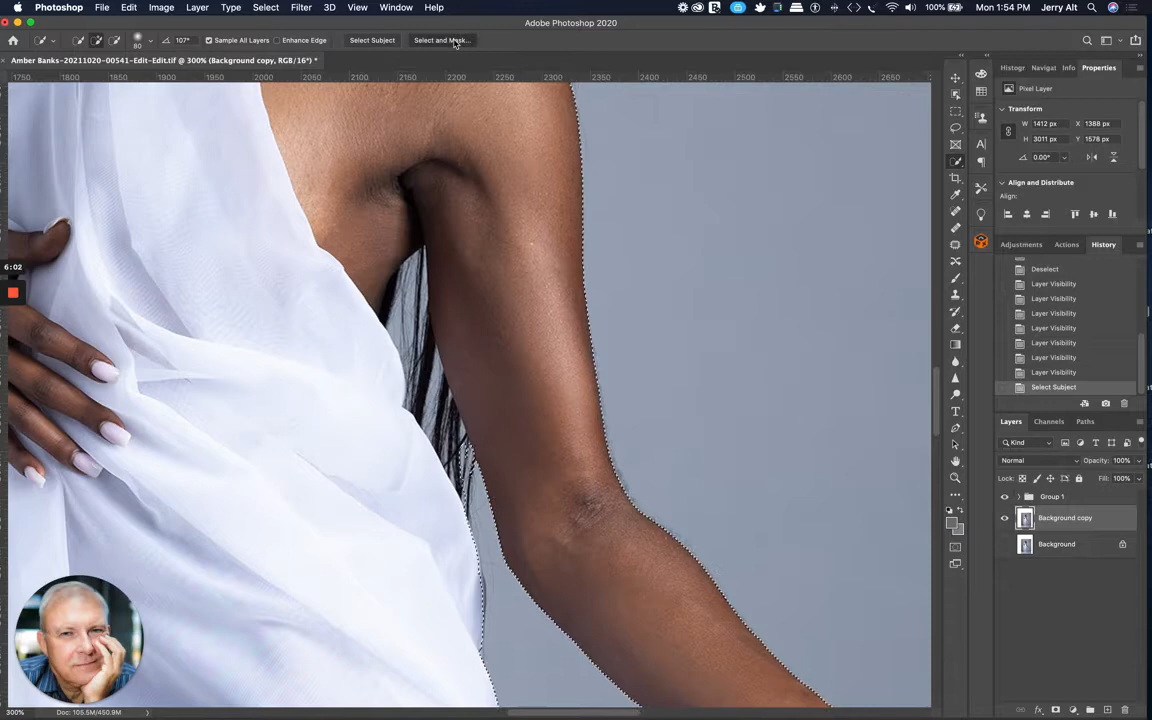 Photoshop File Edit Image Layer Type Select Filter 3D View Window Help 100% Mon 1:54 PM Jerry Alt
Adobe Photoshop 2020
80 107° Sample All Layers Enhance Edge Select Subject Select and Mask...
Amber Banks-20211020-00541-Edit-Edit.tif @ 300% (Background copy, RGB/16*) *
1750 1800 1850 1900 1950 2000 2050 2100 2150 2200 2250 2300 2350 2400 2450 2500 2550 2600 2650
Histogr Navigat Info Properties
Pixel Layer
Transform
W 1412 px X 1388 px
H 3011 px Y 1578 px
0.00°
Align and Distribute
Align:
Adjustments Actions History
Deselect
Layer Visibility
Layer Visibility
Layer Visibility
Layer Visibility
Layer Visibility
Layer Visibility
Layer Visibility
Select Subject
6:02
Layers Channels Paths
Kind
Normal Opacity: 100%
Lock: Fill: 100%
Group 1
Background copy
Background
300% Doc: 105.5M/450.9M